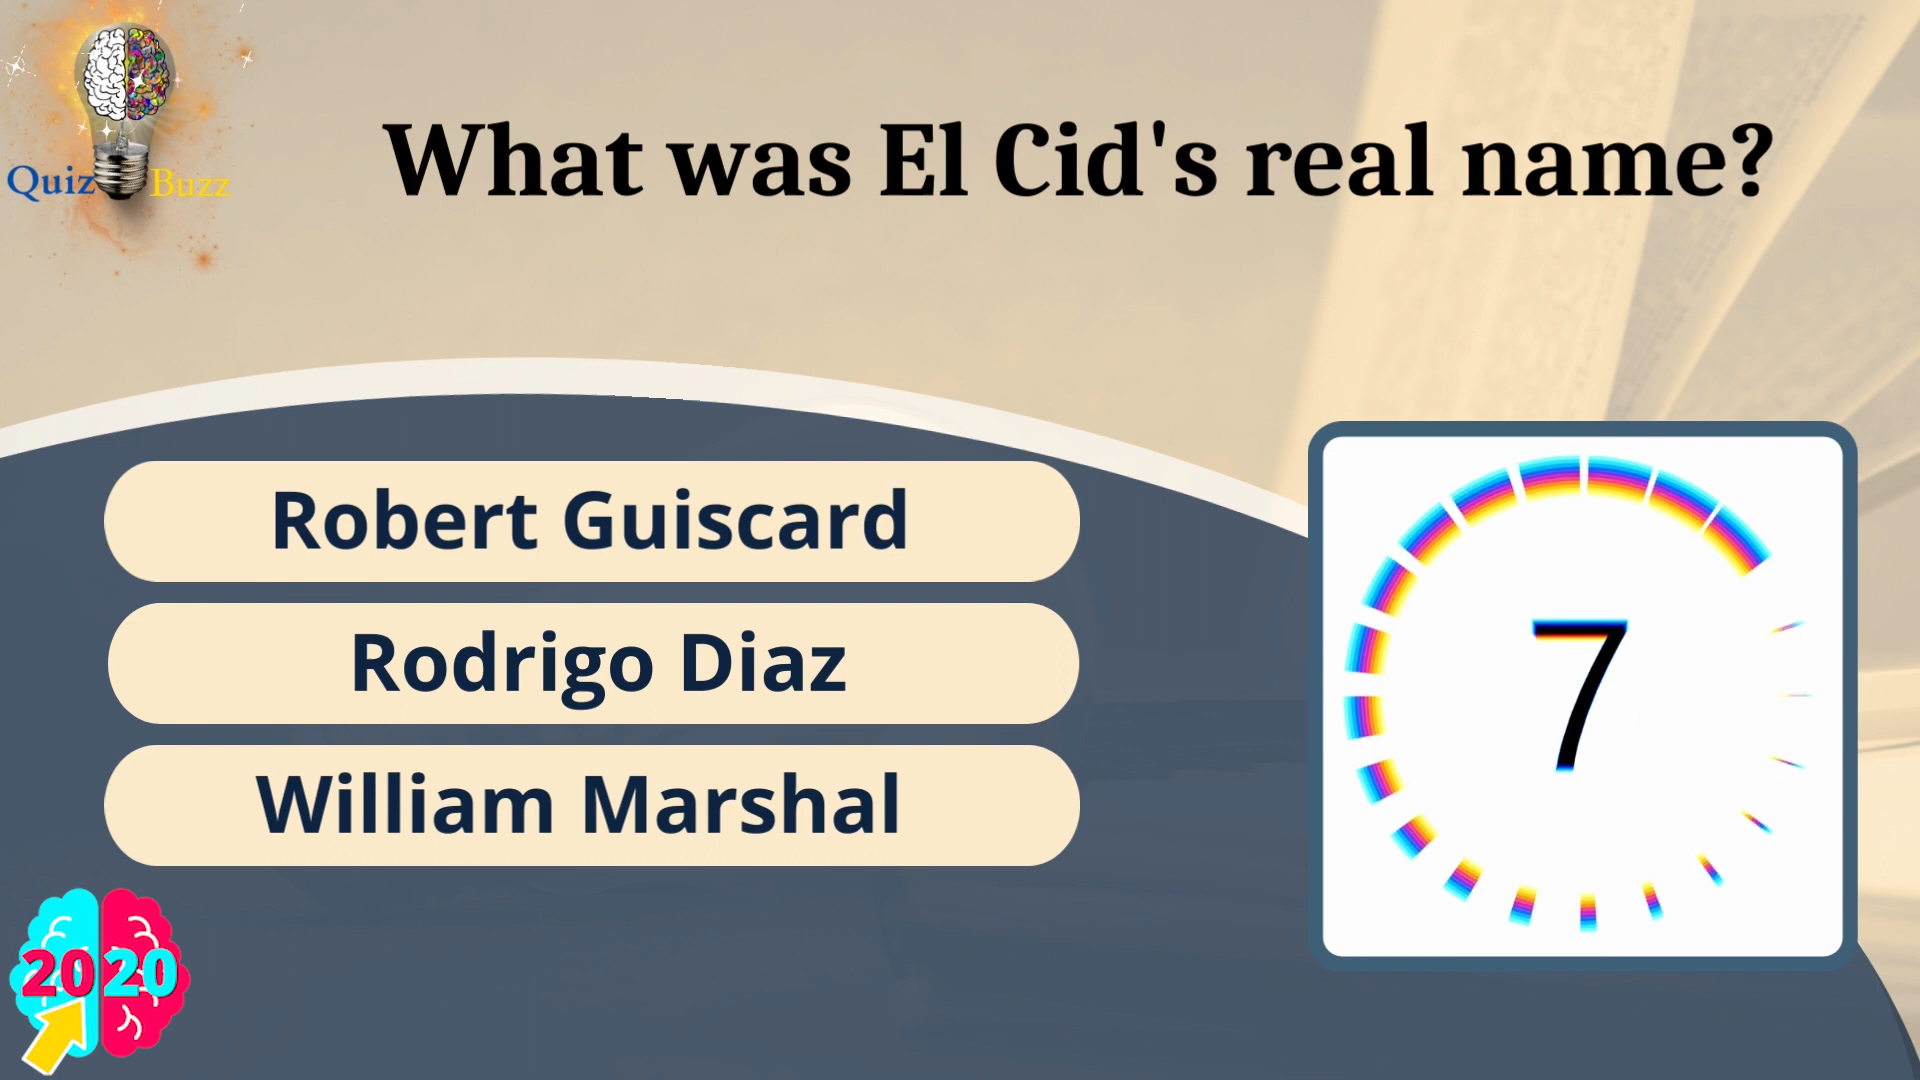 Quiz Buzz
What was El Cid's real name?
Robert Guiscard
Rodrigo Diaz
William Marshal
7
2020